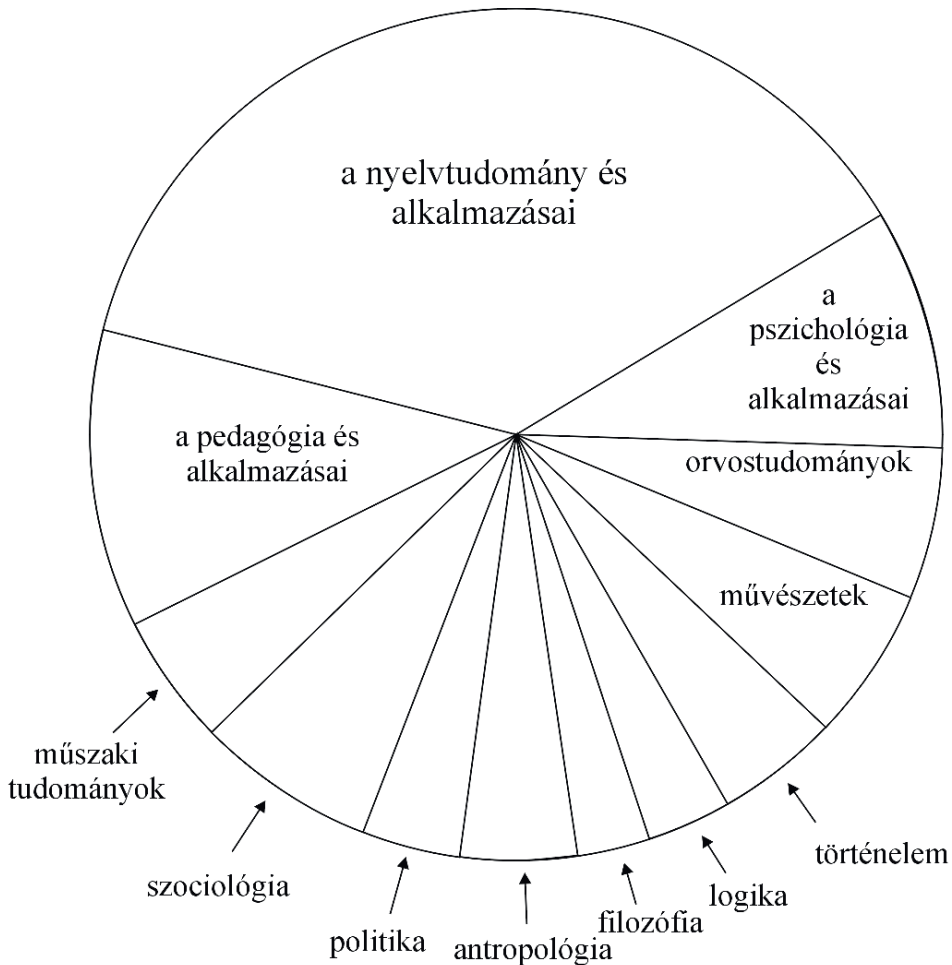 a nyelvtudomány és
alkalmazásai
a
pszichológia
és
alkalmazásai
a pedagógia és
alkalmazásai
orvostudományok
művészetek
műszaki
tudományok
szociológia
politika
antropológia
filozófia
logika
történelem